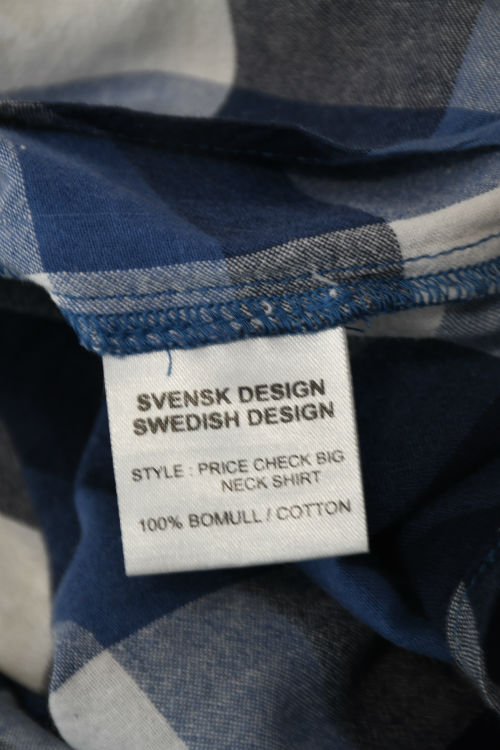 SVENSK DESIGN
SWEDISH DESIGN
STYLE : PRICE CHECK BIG
NECK SHIRT
100% BOMULL / COTTON